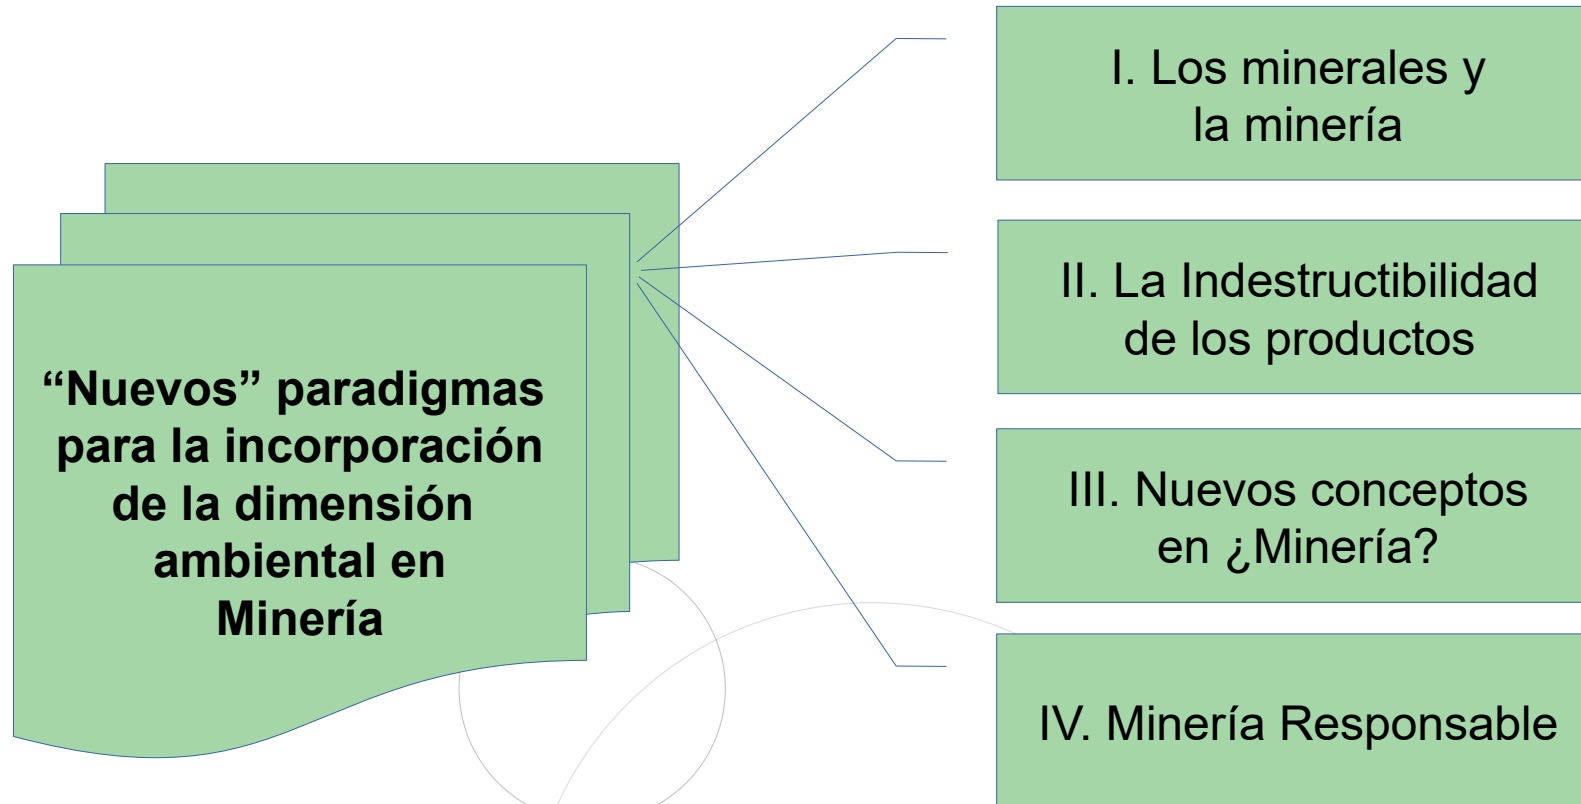 “Nuevos” paradigmas
para la incorporación
de la dimensión
ambiental en
Minería
I. Los minerales y
la minería
II. La Indestructibilidad
de los productos
III. Nuevos conceptos
en ¿Minería?
IV. Minería Responsable